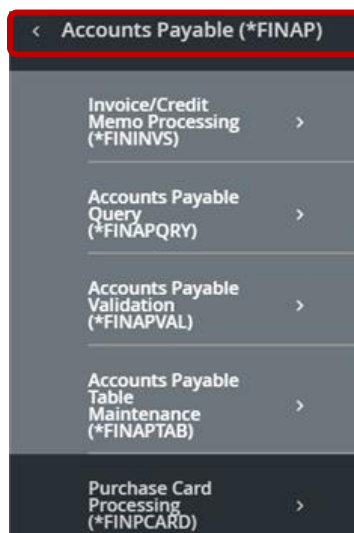 < Accounts Payable (*FINAP)
Invoice/Credit
Memo Processing
(*FININVS) >
Accounts Payable
Query
(*FINAPQRY) >
Accounts Payable
Validation
(*FINAPVAL) >
Accounts Payable
Table
Maintenance
(*FINAPTAB) >
Purchase Card
Processing
(*FINPCARD) >